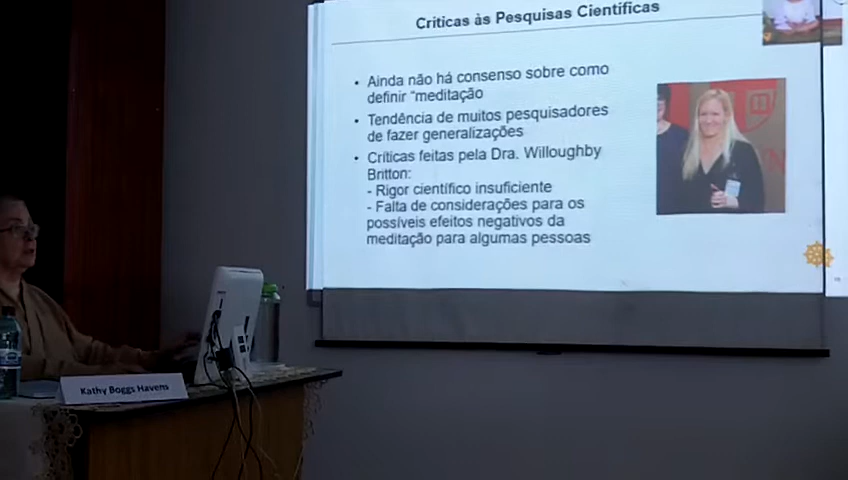 Críticas às Pesquisas Científicas
• Ainda não há consenso sobre como
definir "meditação
• Tendência de muitos pesquisadores
de fazer generalizações
• Críticas feitas pela Dra. Willoughby
Britton:
- Rigor científico insuficiente
- Falta de considerações para os
possíveis efeitos negativos da
meditação para algumas pessoas
Kathy Boggs Havens